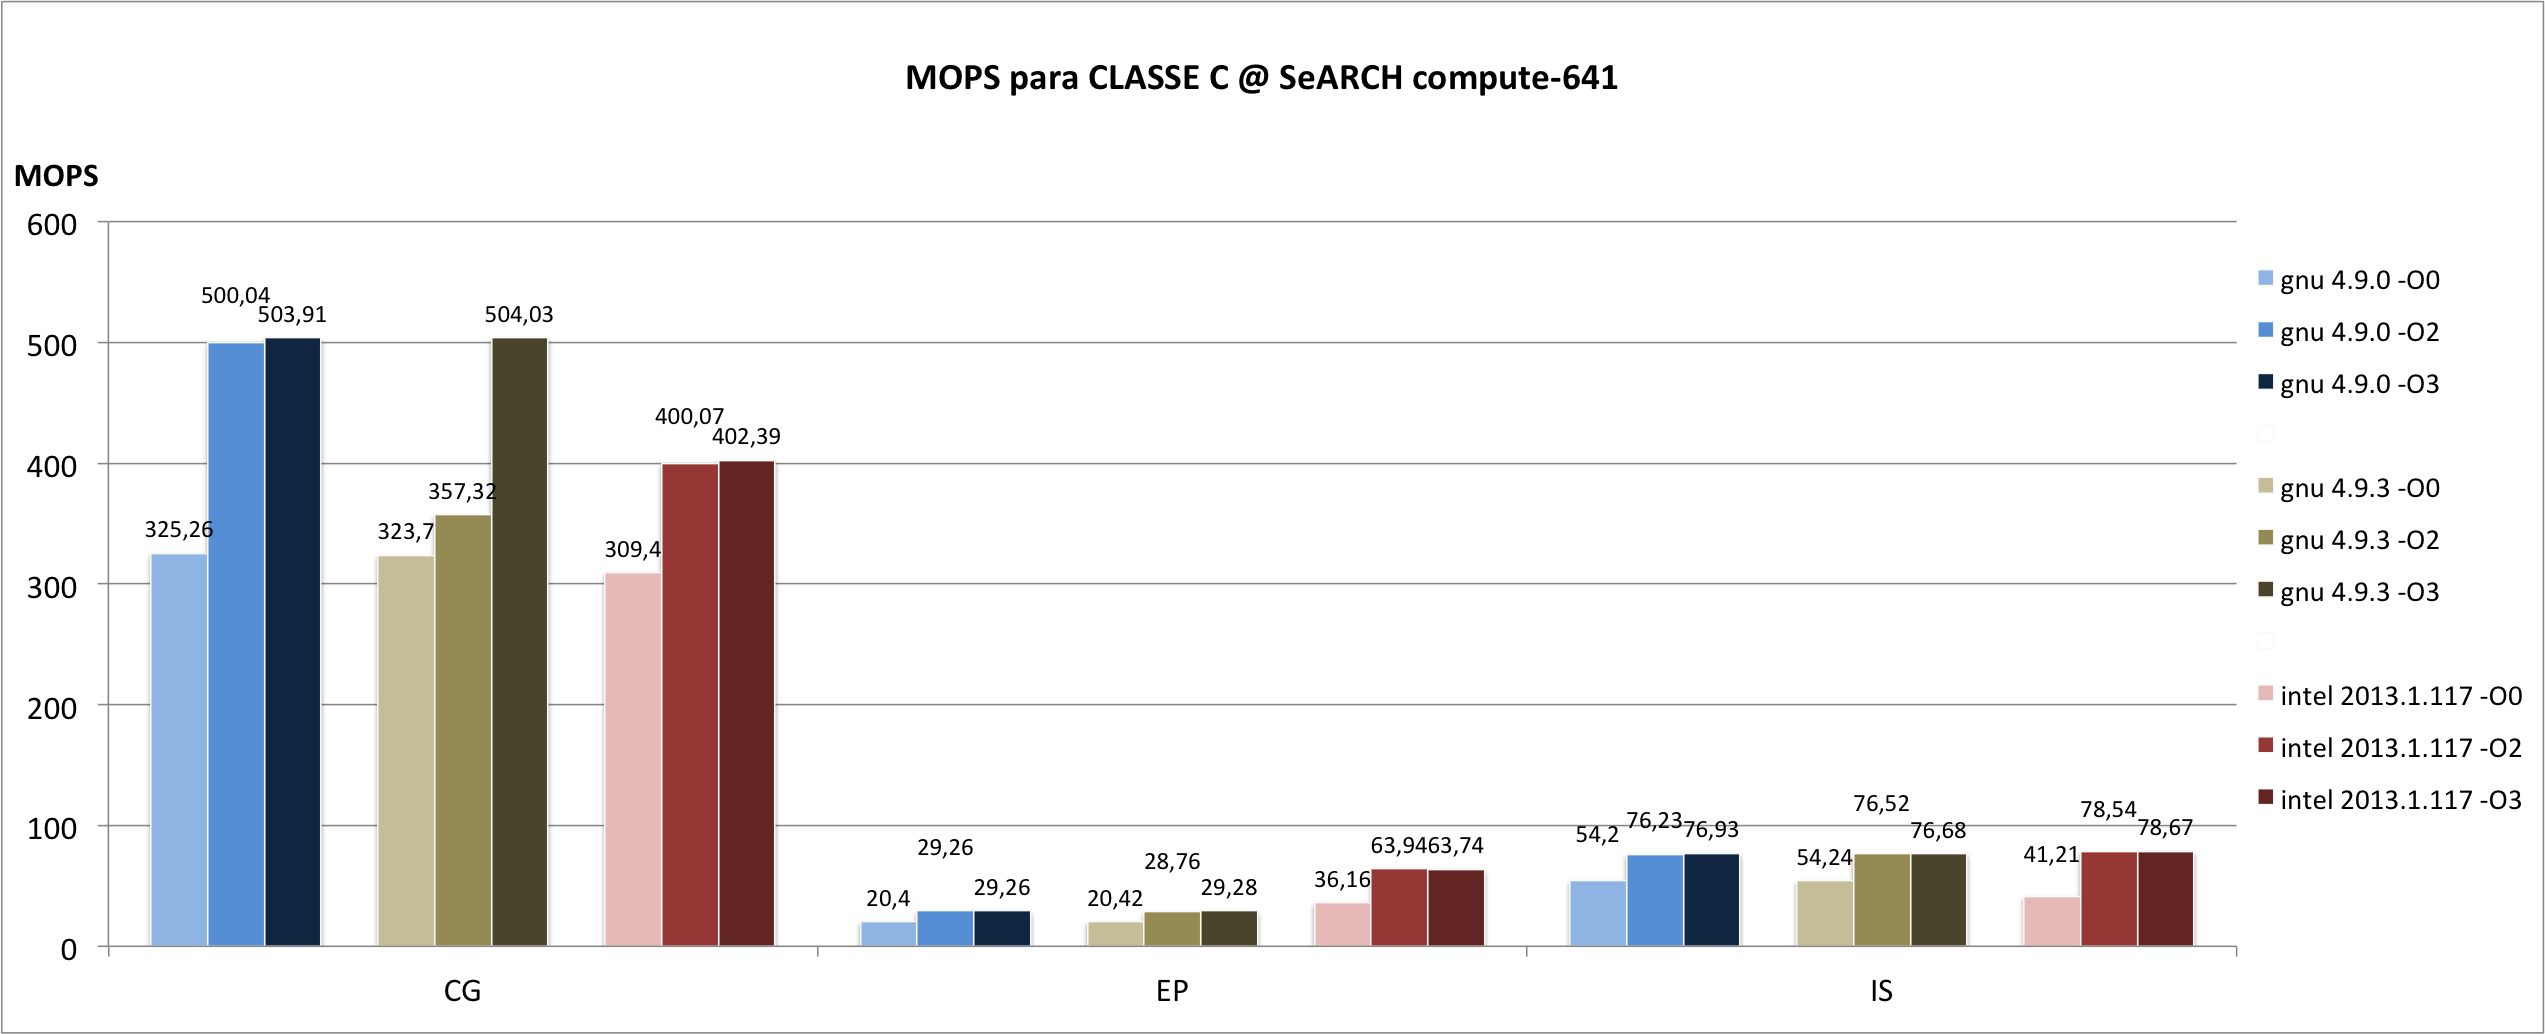 MOPS para CLASSE C @ SeARCH compute-641
MOPS
600
500
400
300
200
100
0
325,26
500,04
503,91
323,7
357,32
504,03
309,4
400,07
402,39
20,4
29,26
29,26
20,42
28,76
29,28
36,16
63,94
63,74
54,2
76,23
76,93
54,24
76,52
76,68
41,21
78,54
78,67
CG
EP
IS
gnu 4.9.0 -O0
gnu 4.9.0 -O2
gnu 4.9.0 -O3
gnu 4.9.3 -O0
gnu 4.9.3 -O2
gnu 4.9.3 -O3
intel 2013.1.117 -O0
intel 2013.1.117 -O2
intel 2013.1.117 -O3